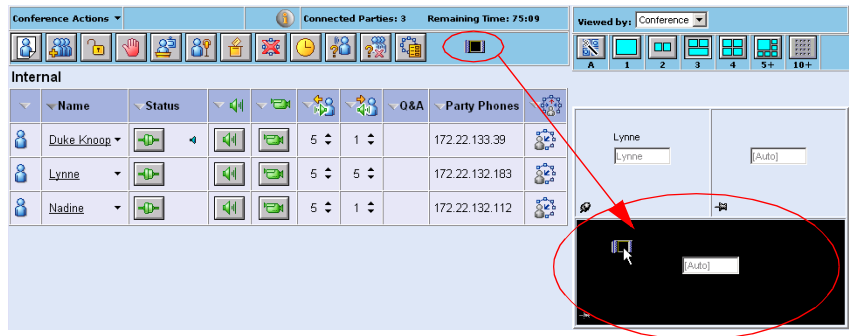 Conference Actions
Connected Parties: 3
Remaining Time: 75:09
Viewed by: Conference
A 1 2 3 4 5+ 10+
Internal
Name Status Q&A Party Phones
Duke Knoop 5 1 172.22.133.39
Lynne 5 5 172.22.132.183
Nadine 5 1 172.22.132.112
Lynne
Lynne
[Auto]
[Auto]